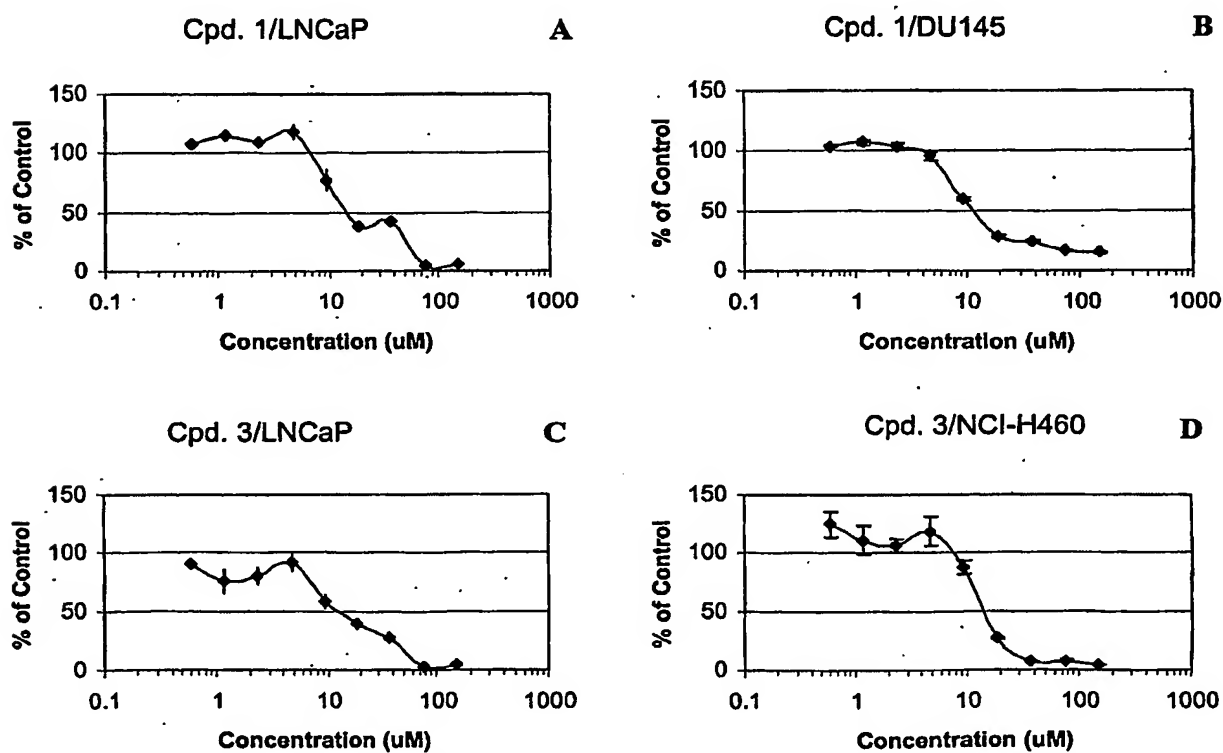 Cpd. 1/LNCaP A
150
100
50
0
% of Control
0.1 1 10 100 1000
Concentration (uM)
Cpd. 1/DU145 B
150
100
50
0
% of Control
0.1 1 10 100 1000
Concentration (uM)
Cpd. 3/LNCaP C
150
100
50
0
% of Control
0.1 1 10 100 1000
Concentration (uM)
Cpd. 3/NCI-H460 D
150
100
50
0
% of Control
0.1 1 10 100 1000
Concentration (uM)